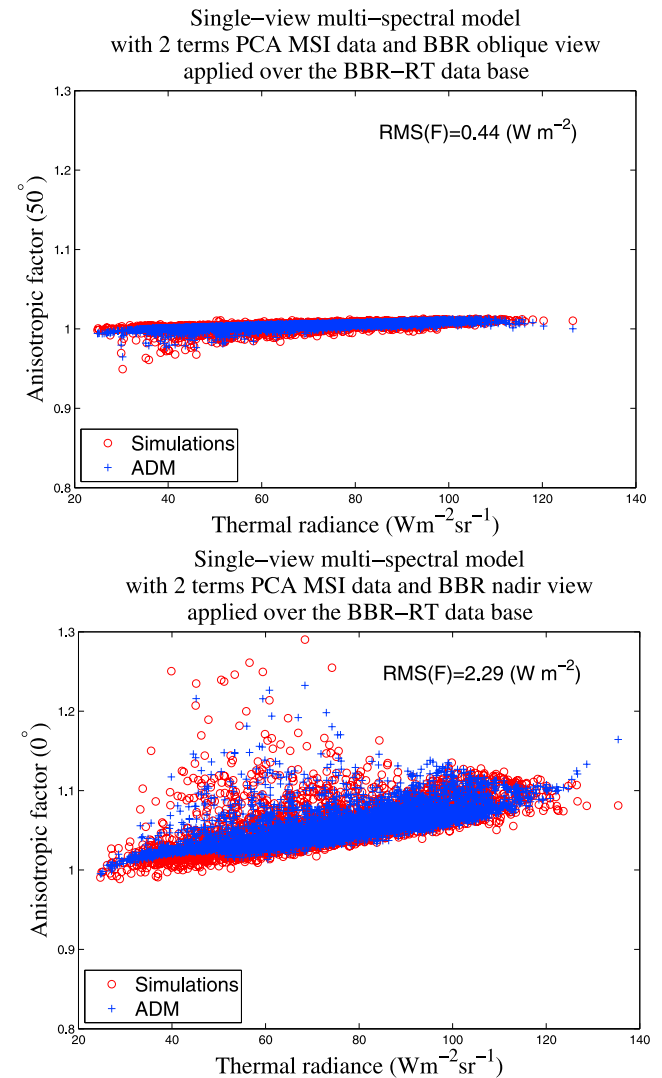 Single−view multi−spectral model
with 2 terms PCA MSI data and BBR oblique view
applied over the BBR−RT data base
1.3
RMS(F)=0.44 (W m−2)
1.2
1.1
1
0.9
0.8
Anisotropic factor (50°)
Simulations
ADM
20 40 60 80 100 120 140
Thermal radiance (Wm−2sr−1)
Single−view multi−spectral model
with 2 terms PCA MSI data and BBR nadir view
applied over the BBR−RT data base
1.3
RMS(F)=2.29 (W m−2)
1.2
1.1
1
0.9
0.8
Anisotropic factor (0°)
Simulations
ADM
20 40 60 80 100 120 140
Thermal radiance (Wm−2sr−1)